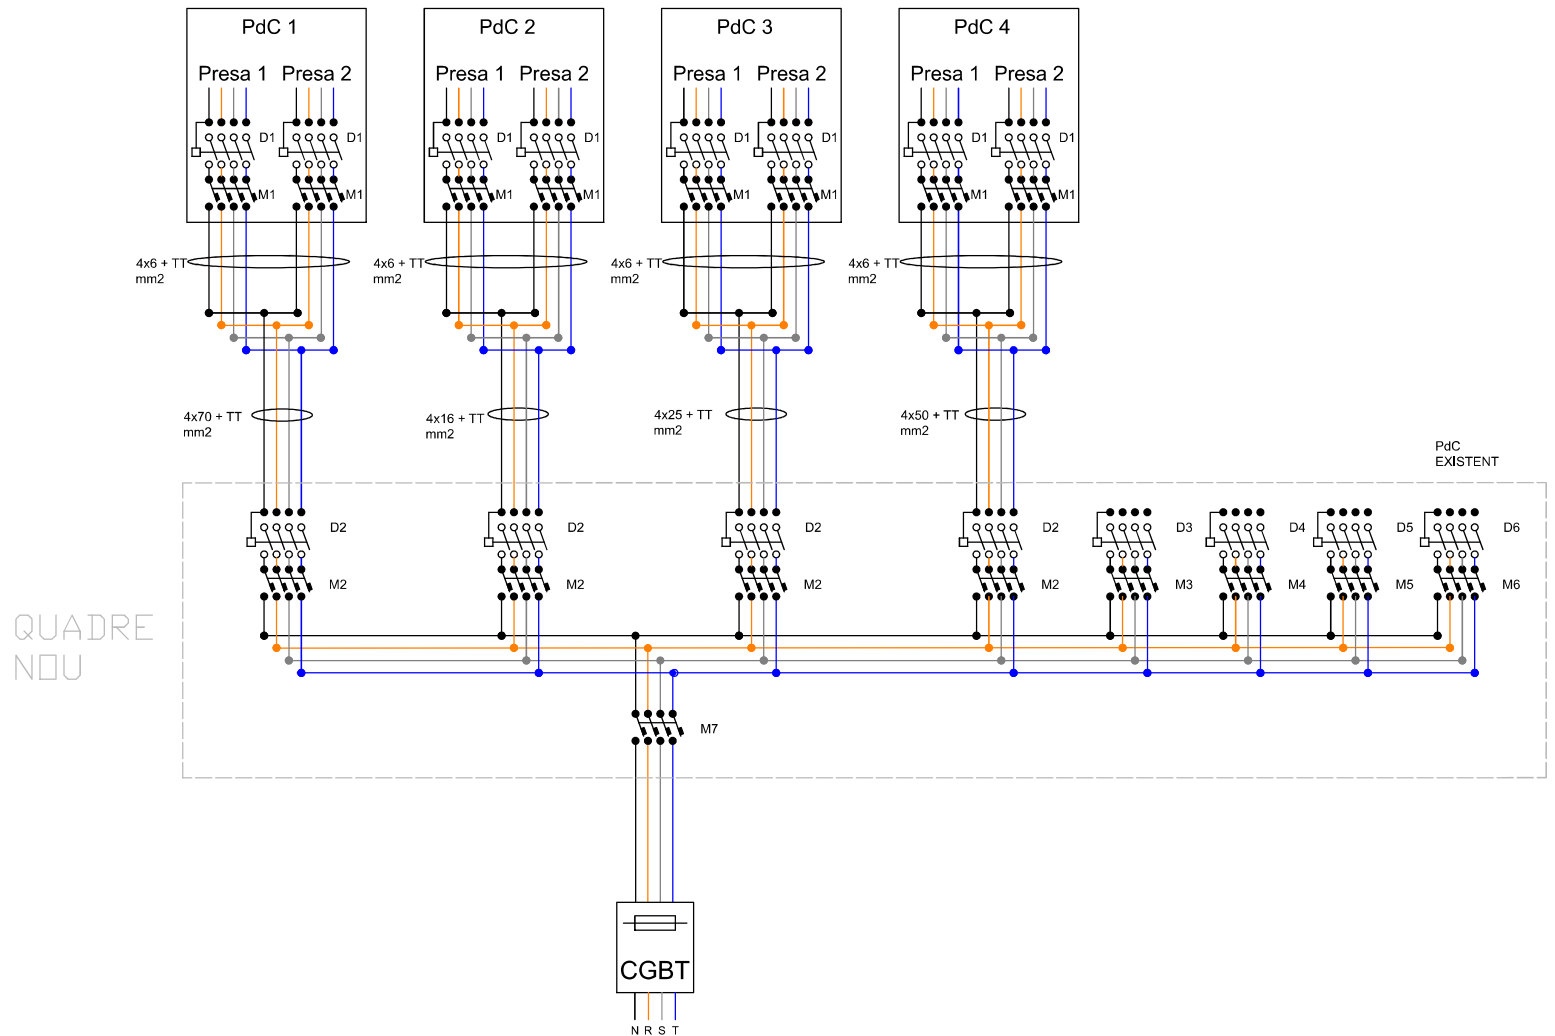 PdC 1 PdC 2 PdC 3 PdC 4
Presa 1 Presa 2 Presa 1 Presa 2 Presa 1 Presa 2 Presa 1 Presa 2
D1 D1 D1 D1 D1 D1 D1 D1
M1 M1 M1 M1 M1 M1 M1 M1
4x6 + TT 4x6 + TT 4x6 + TT 4x6 + TT
mm2 mm2 mm2 mm2
4x70 + TT 4x16 + TT 4x25 + TT 4x50 + TT
mm2 mm2 mm2 mm2
PdC
EXISTENT
D2 D2 D2 D2 D3 D4 D5 D6
M2 M2 M2 M2 M3 M4 M5 M6
QUADRE
NOU
M7
CGBT
N R S T